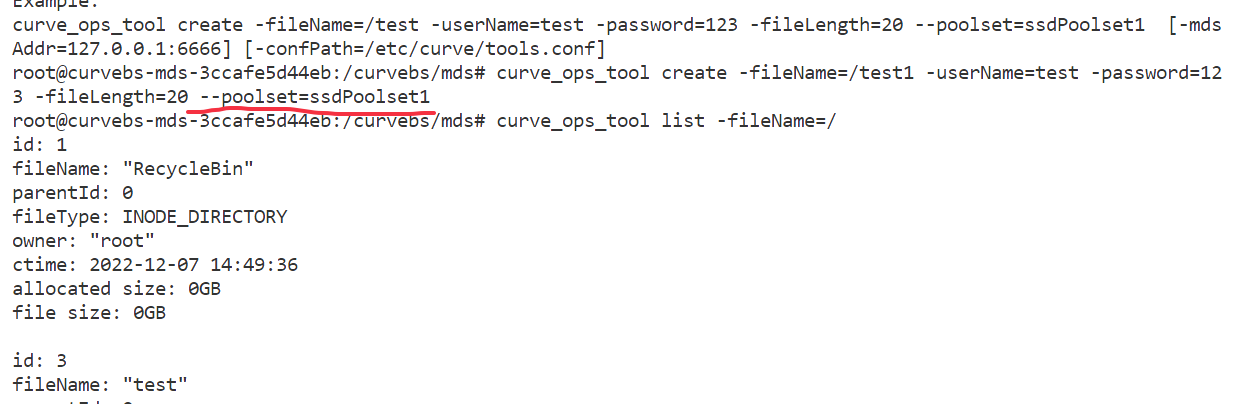 Example:
curve_ops_tool create -fileName=/test -userName=test -password=123 -fileLength=20 --poolset=ssdPoolset1  [-mds
Addr=127.0.0.1:6666] [-confPath=/etc/curve/tools.conf]
root@curvebs-mds-3ccafe5d44eb:/curvebs/mds# curve_ops_tool create -fileName=/test1 -userName=test -password=12
3 -fileLength=20 --poolset=ssdPoolset1
root@curvebs-mds-3ccafe5d44eb:/curvebs/mds# curve_ops_tool list -fileName=/
id: 1
fileName: "RecycleBin"
parentId: 0
fileType: INODE_DIRECTORY
owner: "root"
ctime: 2022-12-07 14:49:36
allocated size: 0GB
file size: 0GB

id: 3
fileName: "test"